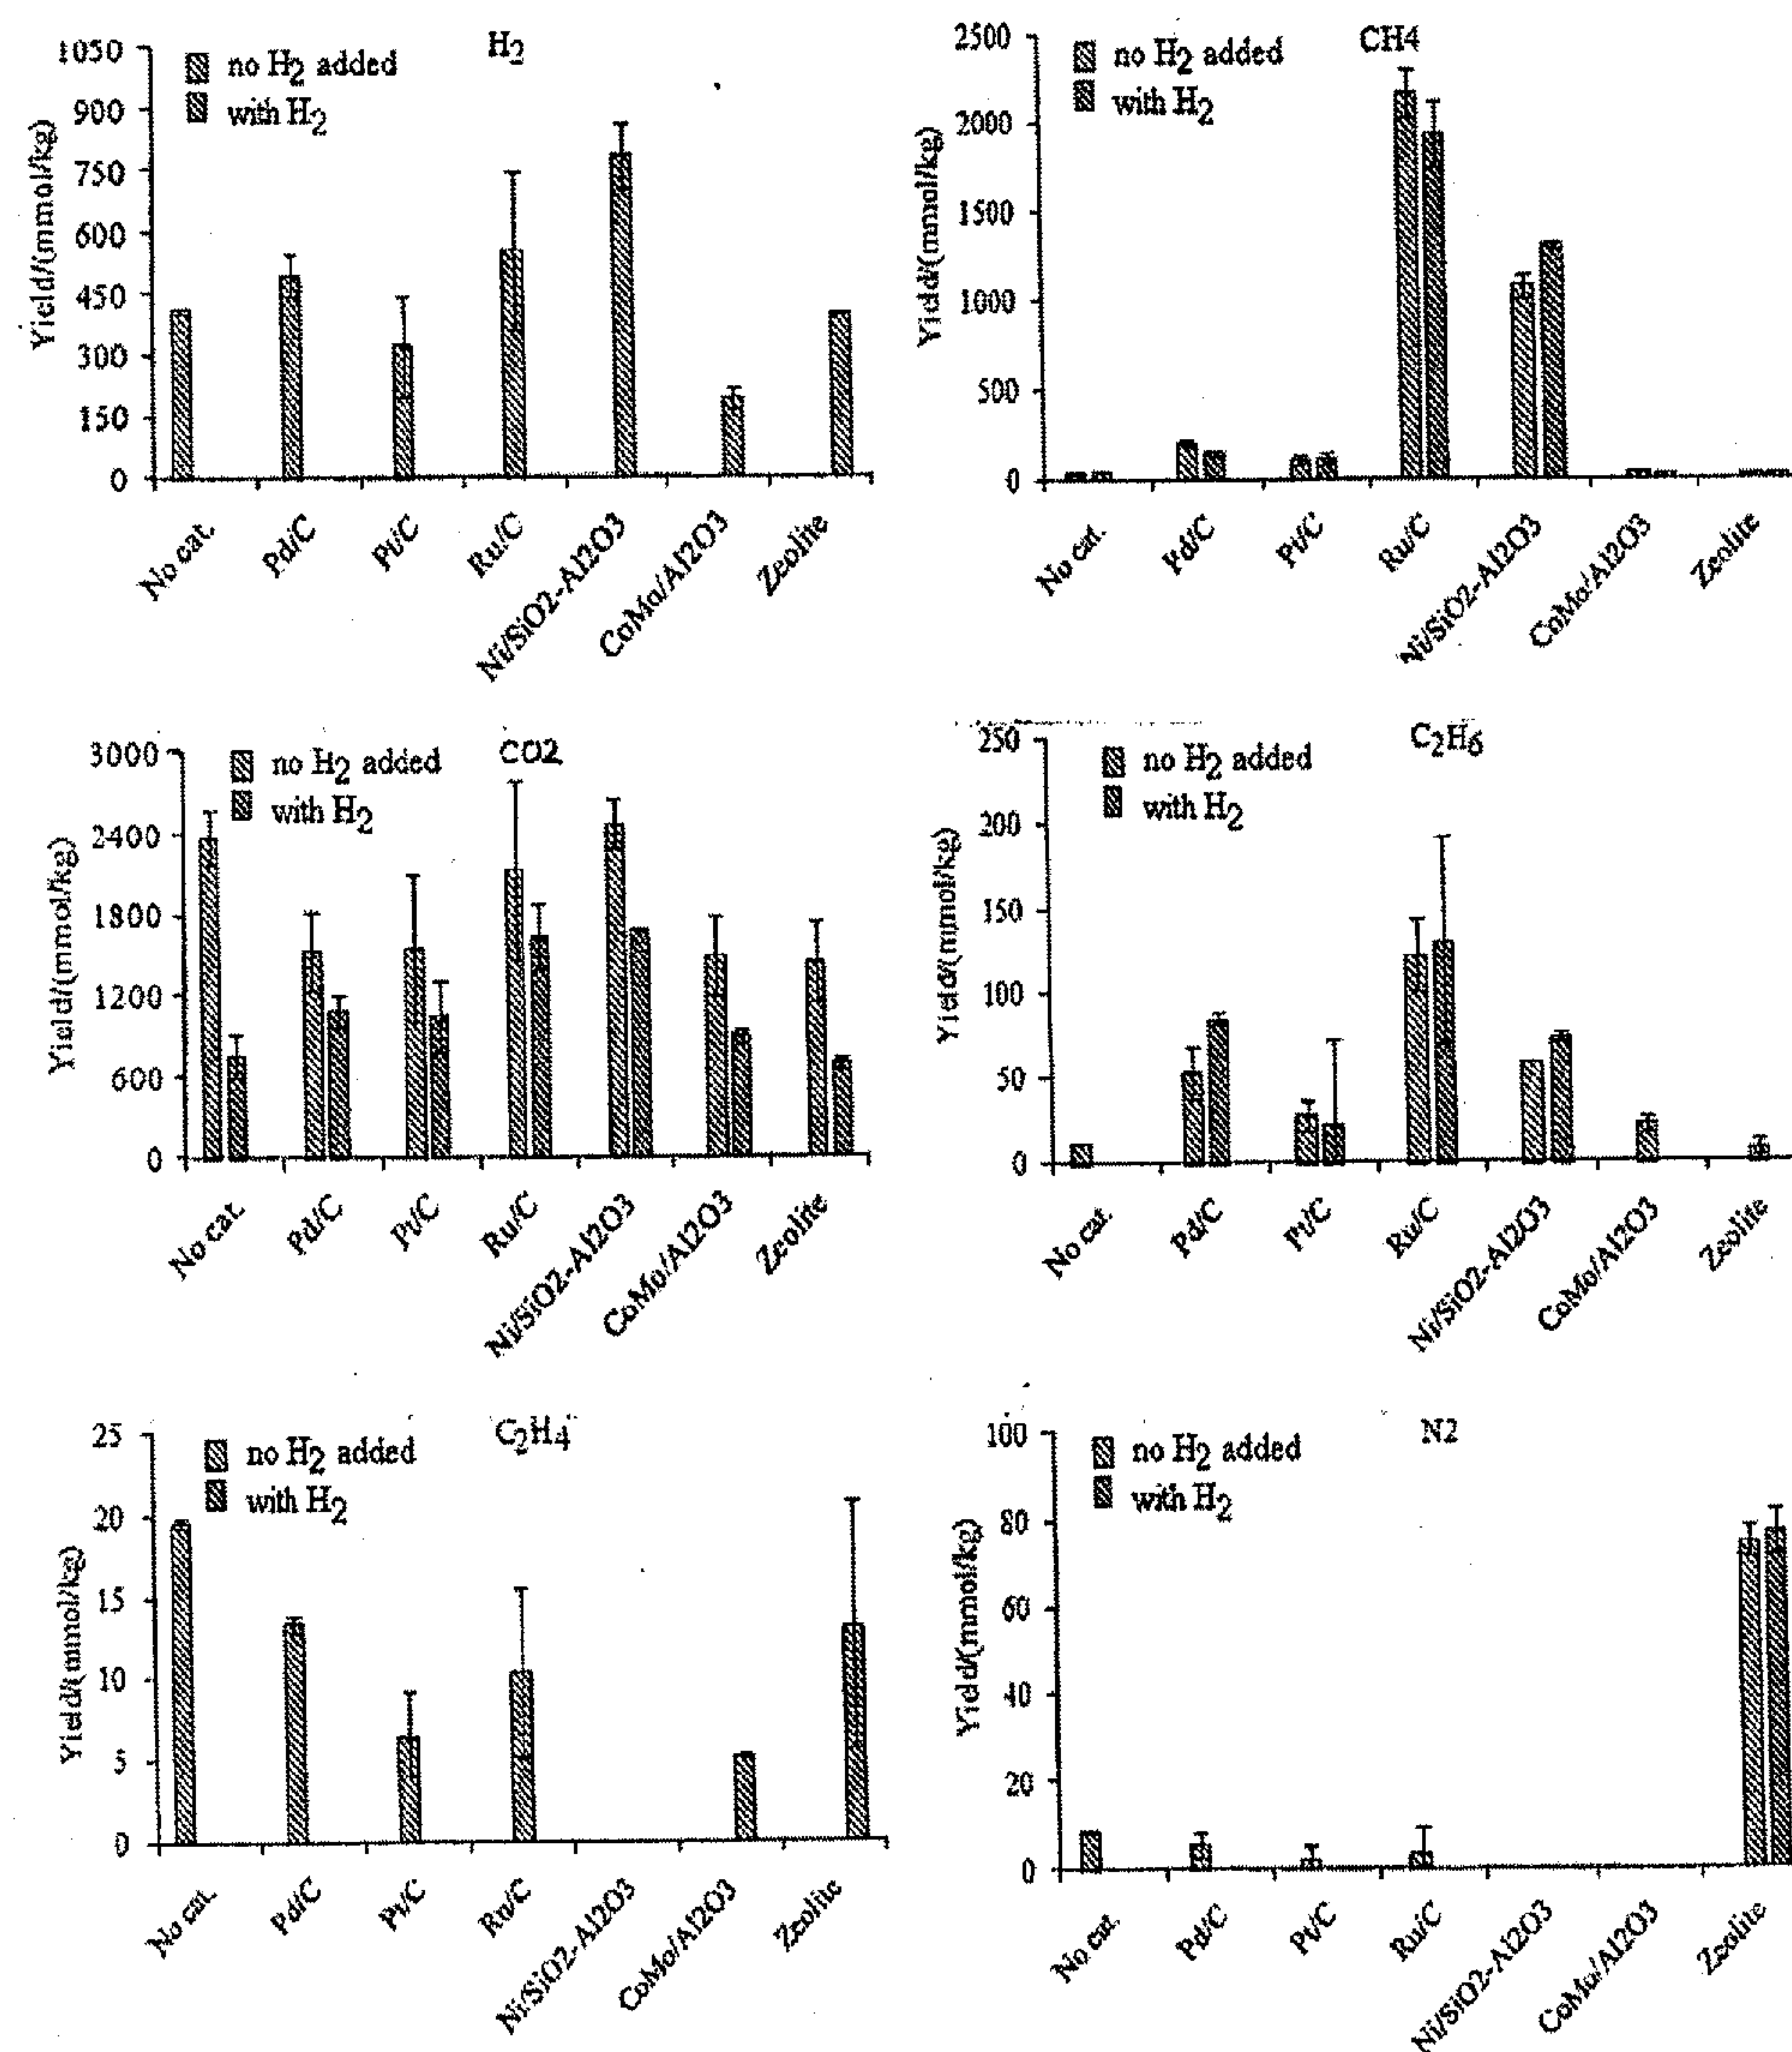 H2
no H2 added
with H2
Yield/(mmol/kg)
1050
900
750
600
450
300
150
0
No cat.
Pd/C
Pt/C
Ru/C
Ni/SiO2-Al2O3
CoMo/Al2O3
Zeolite
CH4
no H2 added
with H2
Yield/(mmol/kg)
2500
2000
1500
1000
500
0
No cat.
Pd/C
Pt/C
Ru/C
Ni/SiO2-Al2O3
CoMo/Al2O3
Zeolite
CO2
no H2 added
with H2
Yield/(mmol/kg)
3000
2400
1800
1200
600
0
No cat.
Pd/C
Pt/C
Ru/C
Ni/SiO2-Al2O3
CoMo/Al2O3
Zeolite
C2H6
no H2 added
with H2
Yield/(mmol/kg)
250
200
150
100
50
0
No cat.
Pd/C
Pt/C
Ru/C
Ni/SiO2-Al2O3
CoMo/Al2O3
Zeolite
C2H4
no H2 added
with H2
Yield/(mmol/kg)
25
20
15
10
5
0
No cat.
Pd/C
Pt/C
Ru/C
Ni/SiO2-Al2O3
CoMo/Al2O3
Zeolite
N2
no H2 added
with H2
Yield/(mmol/kg)
100
80
60
40
20
0
No cat.
Pd/C
Pt/C
Ru/C
Ni/SiO2-Al2O3
CoMo/Al2O3
Zeolite